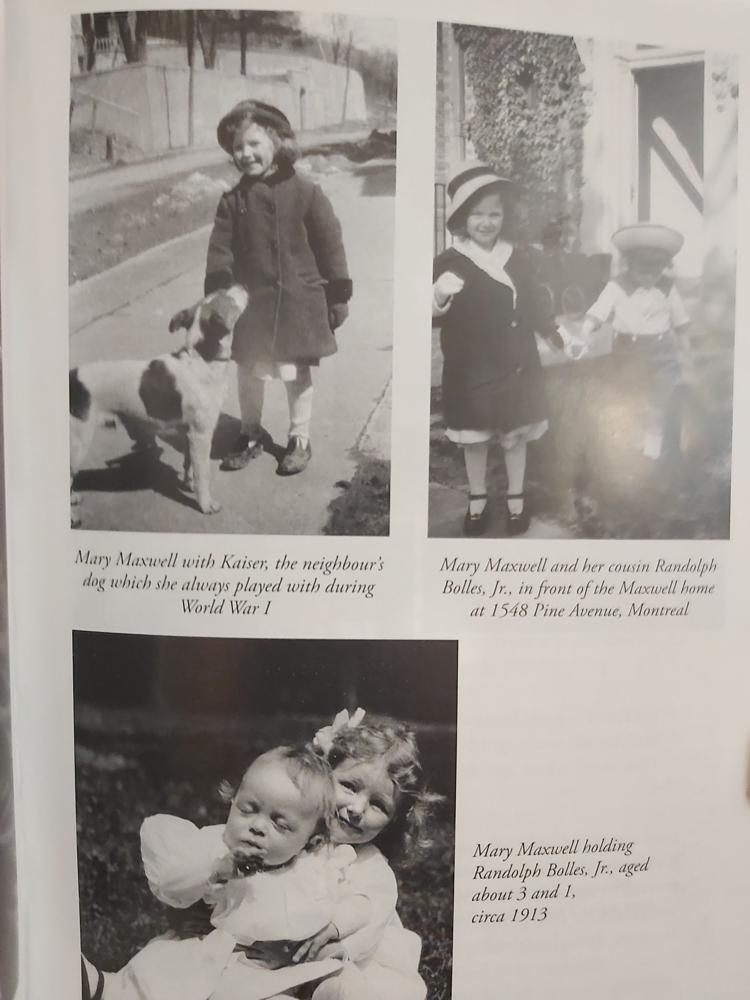 Mary Maxwell with Kaiser, the neighbour's
dog which she always played with during
World War I
Mary Maxwell and her cousin Randolph
Bolles, Jr., in front of the Maxwell home
at 1548 Pine Avenue, Montreal
Mary Maxwell holding
Randolph Bolles, Jr., aged
about 3 and 1,
circa 1913